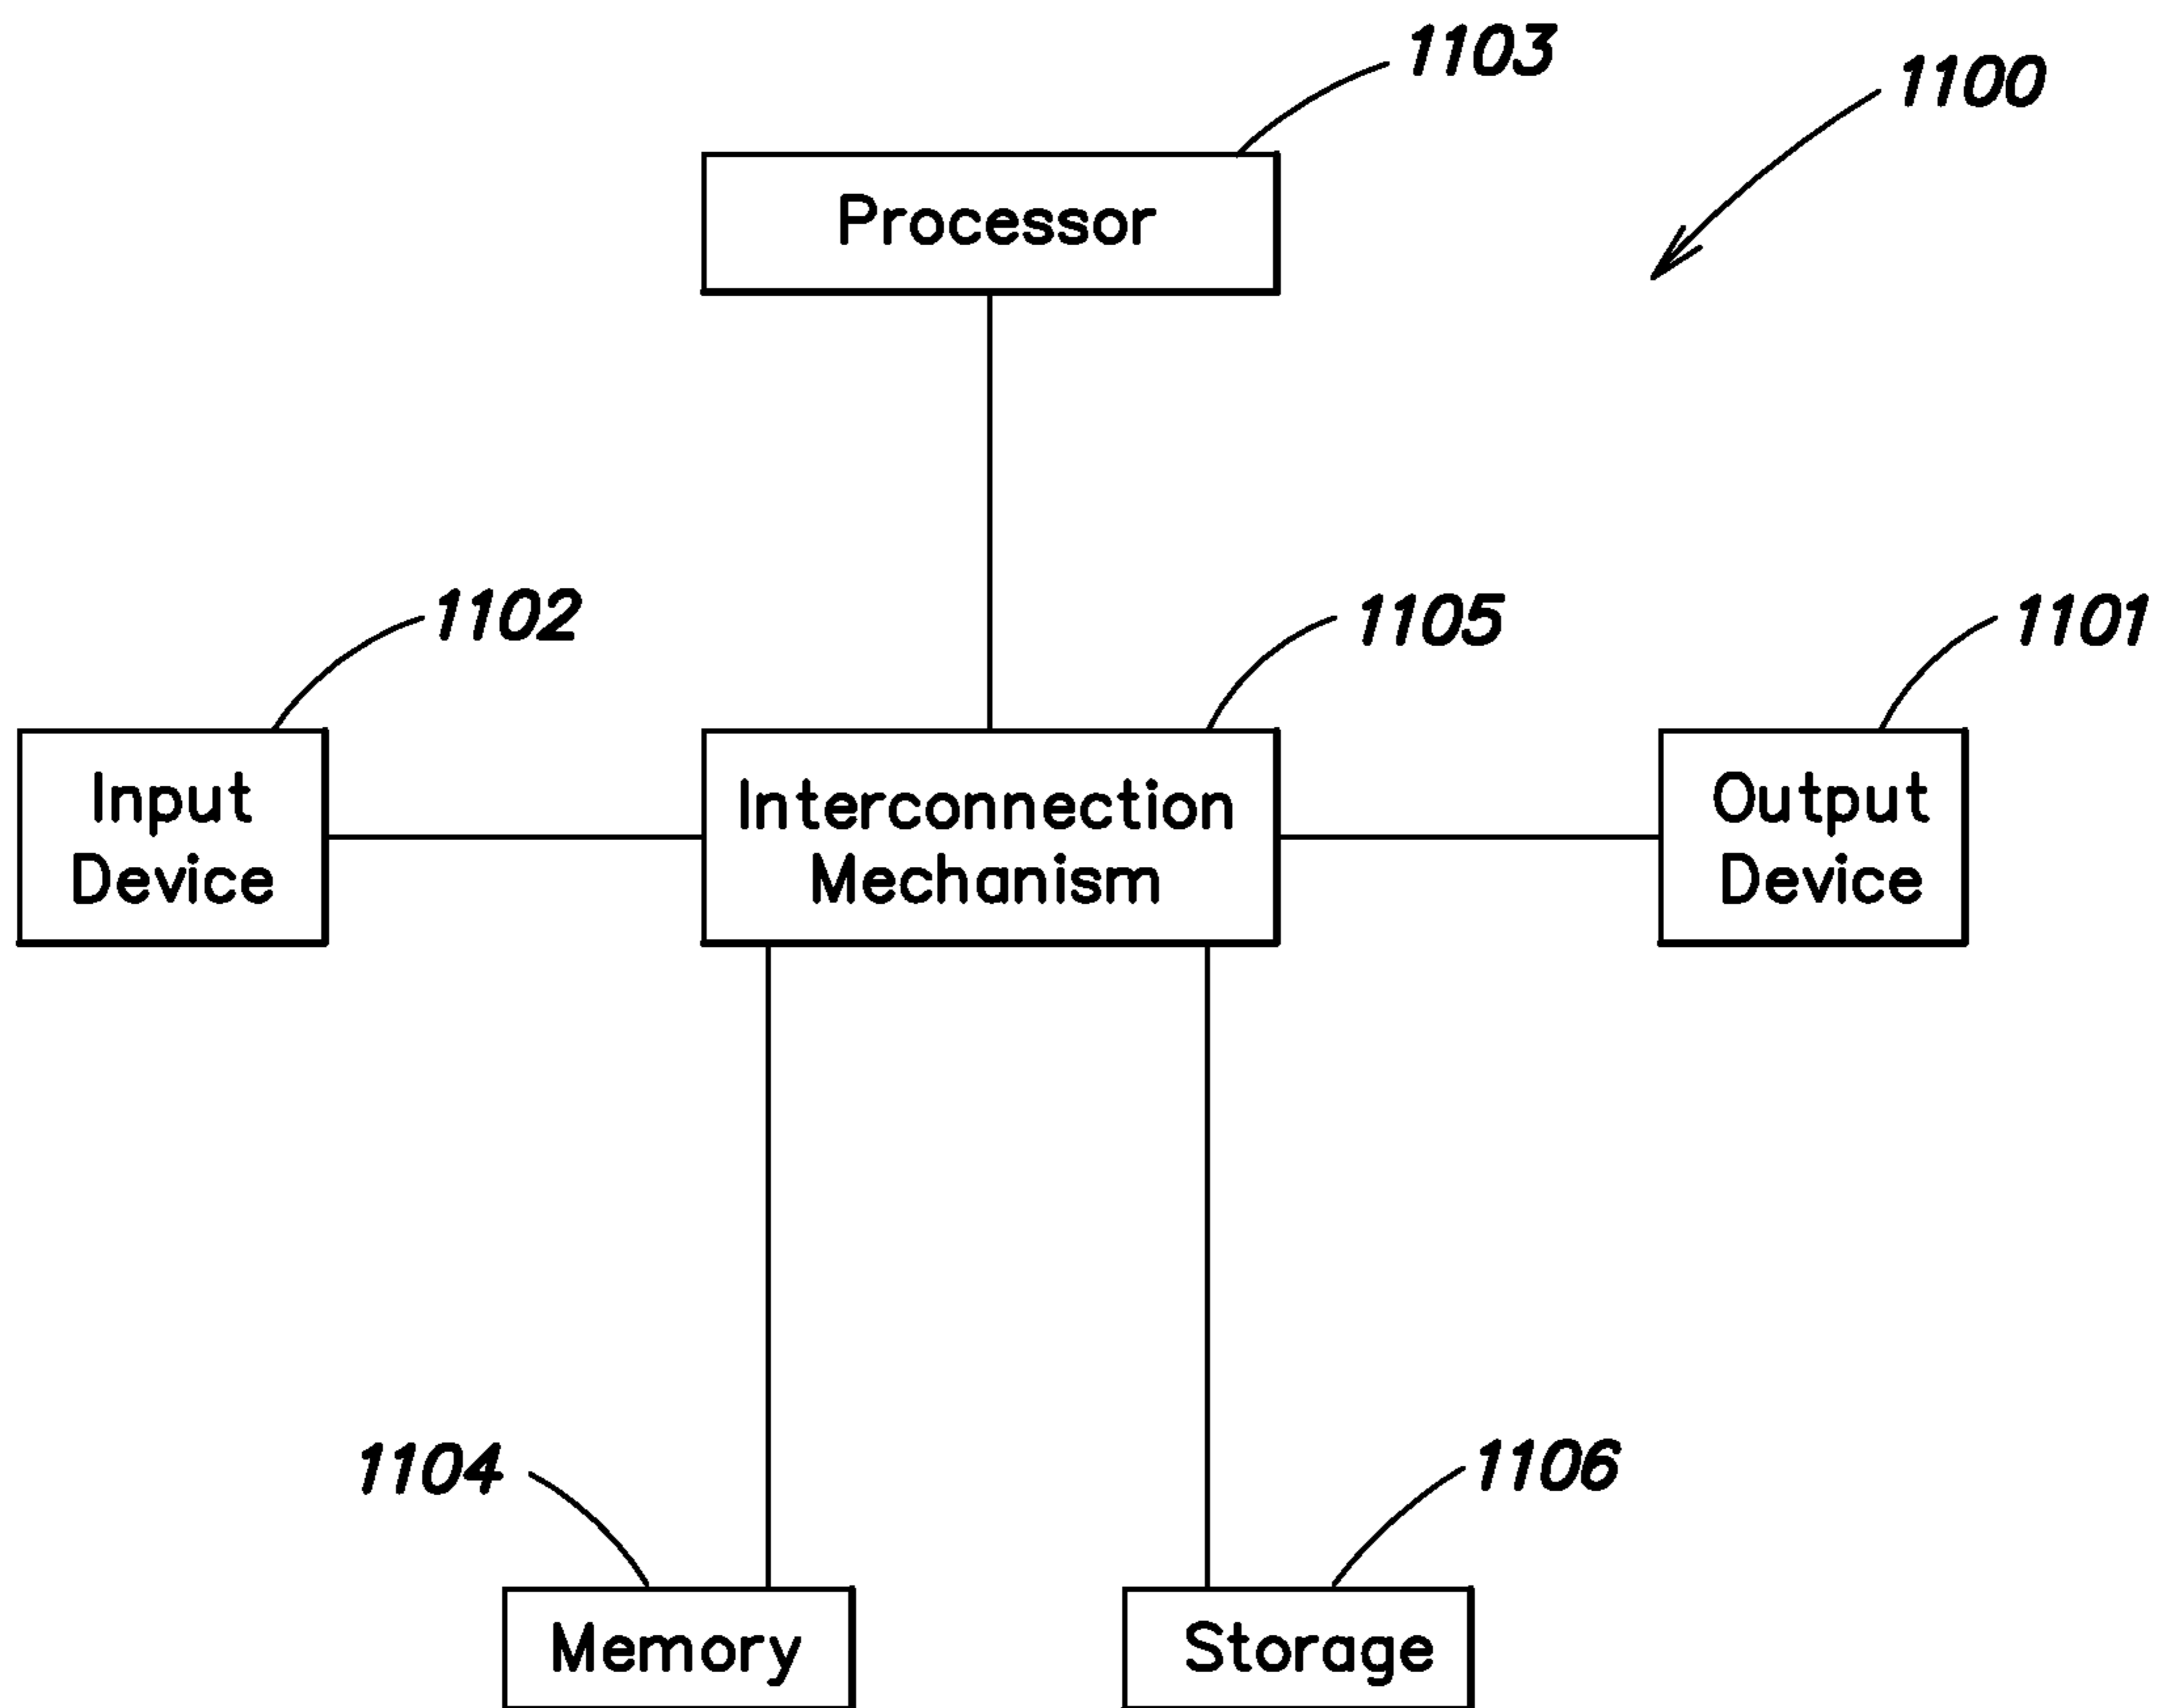 1103
1100
Processor
1102
1105
1101
Input
Device
Interconnection
Mechanism
Output
Device
1104
1106
Memory
Storage